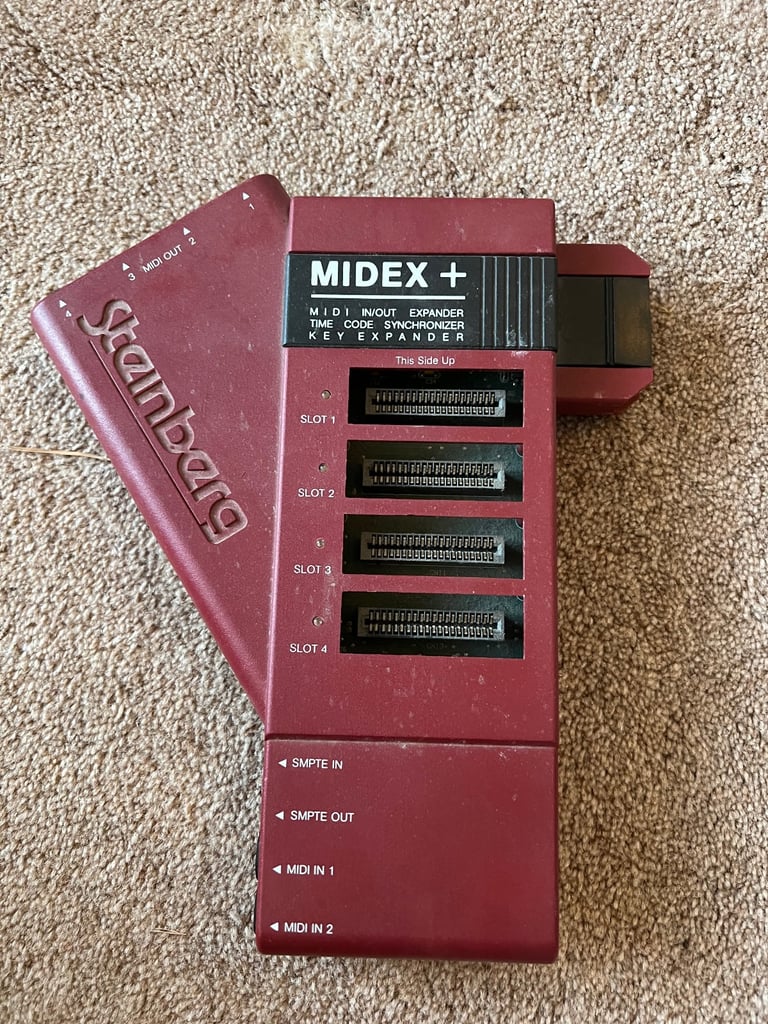 1
2
MIDI OUT
3
4
Steinberg
MIDEX +
MIDI IN/OUT EXPANDER
TIME CODE SYNCHRONIZER
KEY EXPANDER
This Side Up
SLOT 1
SLOT 2
SLOT 3
SLOT 4
SMPTE IN
SMPTE OUT
MIDI IN 1
MIDI IN 2